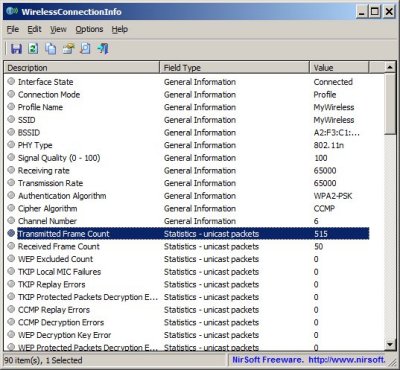 WirelessConnectionInfo
File Edit View Options Help
Description Field Type Value
Interface State General Information Connected
Connection Mode General Information Profile
Profile Name General Information MyWireless
SSID General Information MyWireless
BSSID General Information A2:F3:C1:...
PHY Type General Information 802.11n
Signal Quality (0 - 100) General Information 100
Receiving rate General Information 65000
Transmission Rate General Information 65000
Authentication Algorithm General Information WPA2-PSK
Cipher Algorithm General Information CCMP
Channel Number General Information 6
Transmitted Frame Count Statistics - unicast packets 515
Received Frame Count Statistics - unicast packets 50
WEP Excluded Count Statistics - unicast packets 0
TKIP Local MIC Failures Statistics - unicast packets 0
TKIP Replay Errors Statistics - unicast packets 0
TKIP Protected Packets Decryption E... Statistics - unicast packets 0
CCMP Replay Errors Statistics - unicast packets 0
CCMP Decryption Errors Statistics - unicast packets 0
WEP Decryption Key Error Statistics - unicast packets 0
WEP Protected Packets Decryption E... Statistics - unicast packets 0
90 item(s), 1 Selected NirSoft Freeware. http://www.nirsoft.